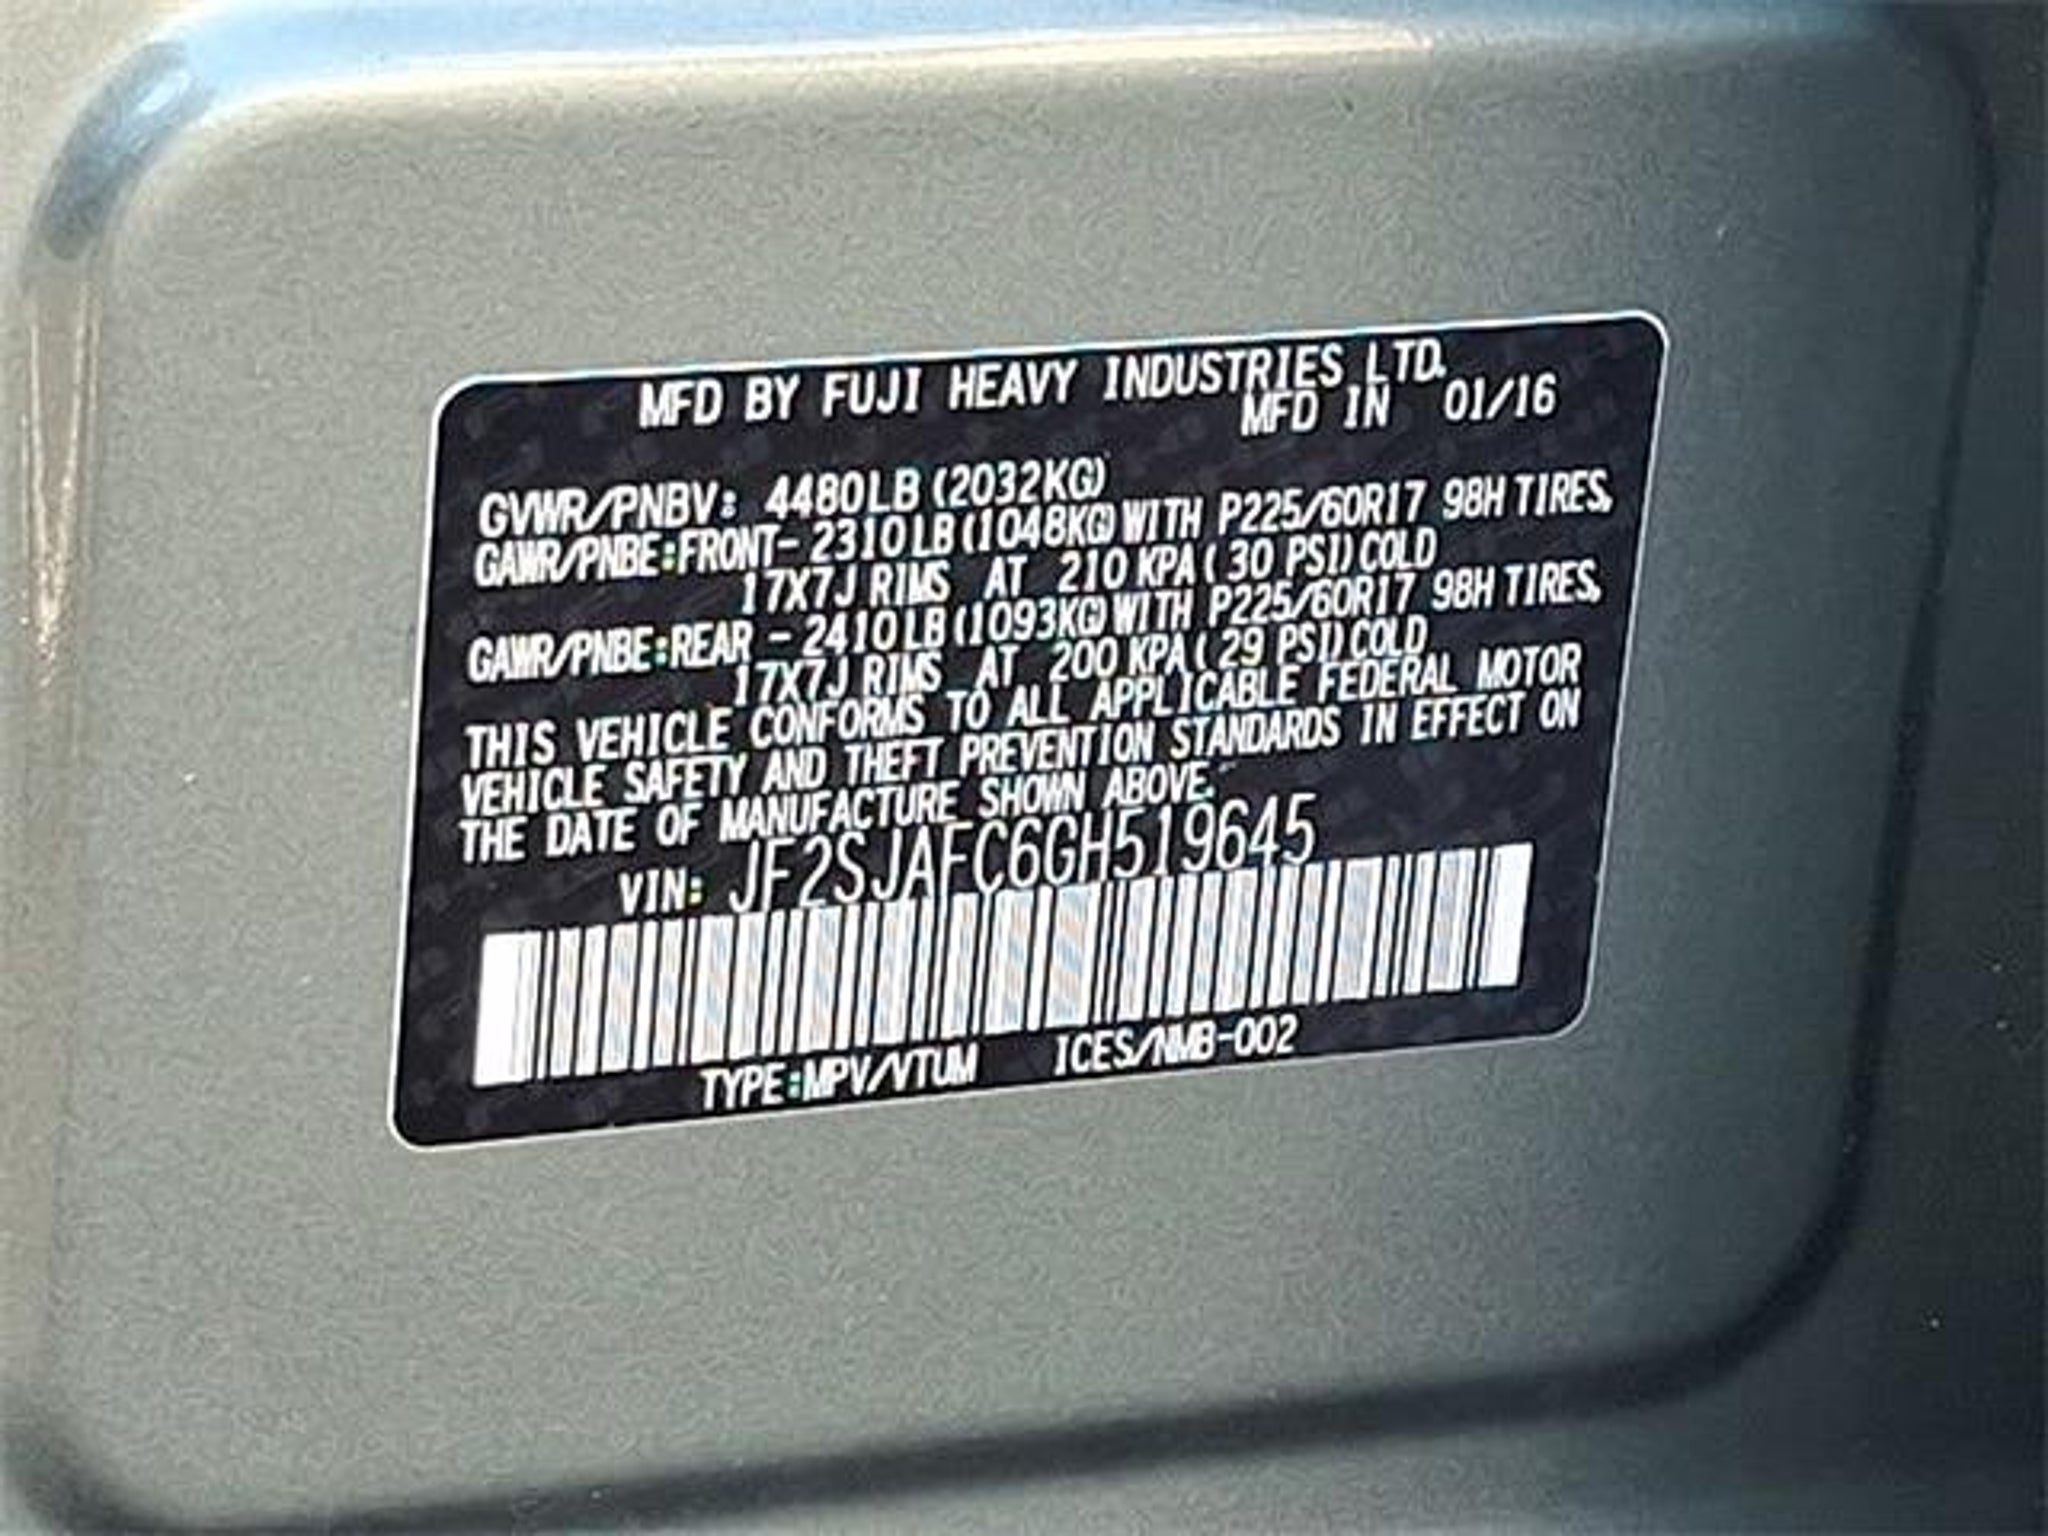 MFD BY FUJI HEAVY INDUSTRIES LTD.
MFD IN 01/16
GVWR/PNBV: 4480LB (2032KG)
GAWR/PNBE:FRONT- 2310LB (1048KG) WITH P225/60R17 98H TIRES,
17X7J RIMS AT 210 KPA ( 30 PSI) COLD
GAWR/PNBE:REAR - 2410LB (1093KG) WITH P225/60R17 98H TIRES,
17X7J RIMS AT 200 KPA ( 29 PSI) COLD
THIS VEHICLE CONFORMS TO ALL APPLICABLE FEDERAL MOTOR
VEHICLE SAFETY AND THEFT PREVENTION STANDARDS IN EFFECT ON
THE DATE OF MANUFACTURE SHOWN ABOVE.
VIN: JF2SJAFC6GH519645
TYPE:MPV/VTUM ICES/NMB-002